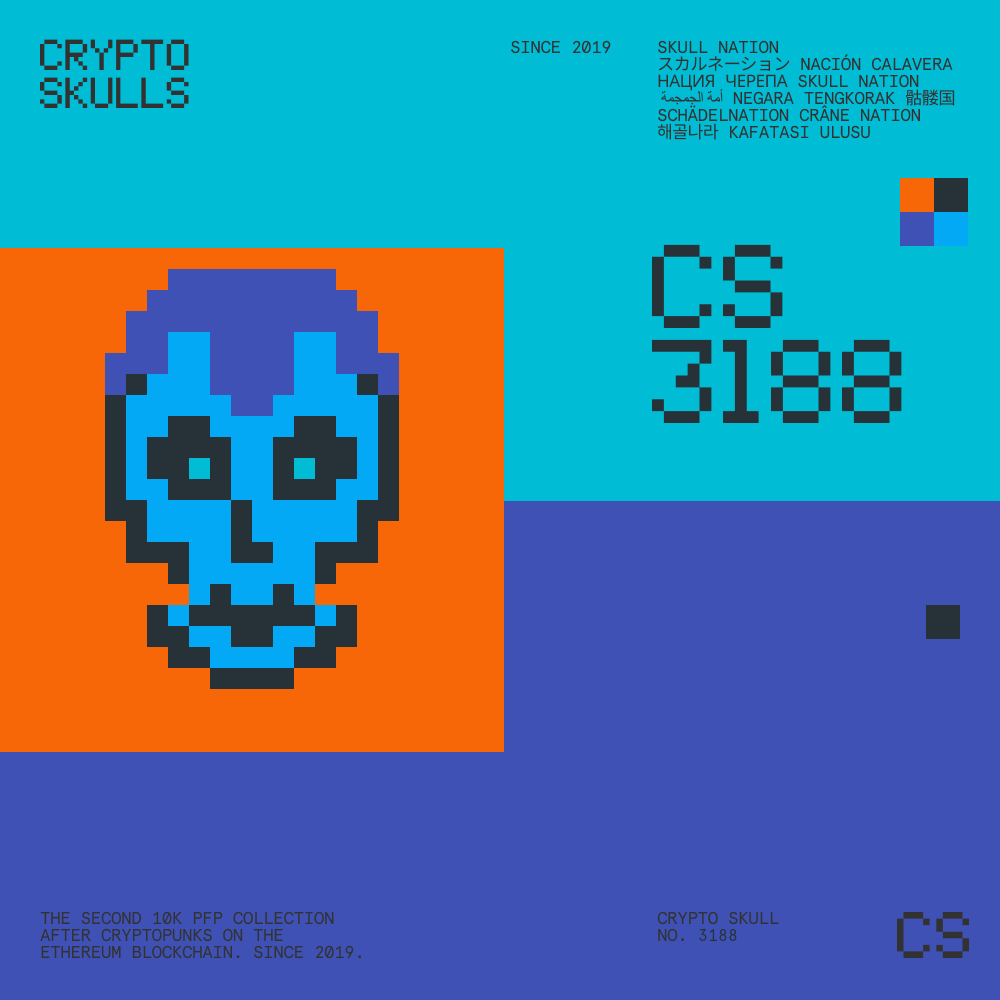 CRYPTO
SKULLS
SINCE 2019
SKULL NATION
スカルネーション NACIÓN CALAVERA
НАЦИЯ ЧЕРЕПА SKULL NATION
أمة الجمجمة NEGARA TENGKORAK 骷髅国
SCHÄDELNATION CRÂNE NATION
해골나라 KAFATASI ULUSU
CS
3188
THE SECOND 10K PFP COLLECTION
AFTER CRYPTOPUNKS ON THE
ETHEREUM BLOCKCHAIN. SINCE 2019.
CRYPTO SKULL
NO. 3188
CS